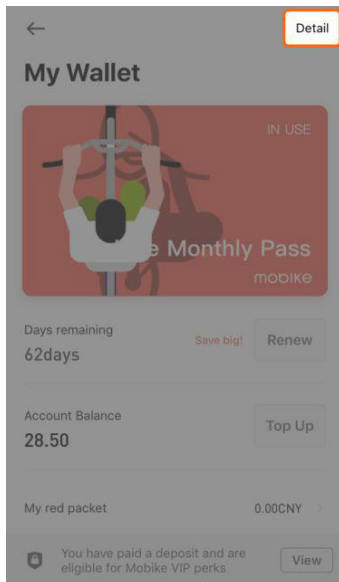 Detail
My Wallet
IN USE
Monthly Pass
mobike
Days remaining
62days
Save big!
Renew
Account Balance
28.50
Top Up
My red packet
0.00CNY
You have paid a deposit and are
eligible for Mobike VIP perks
View